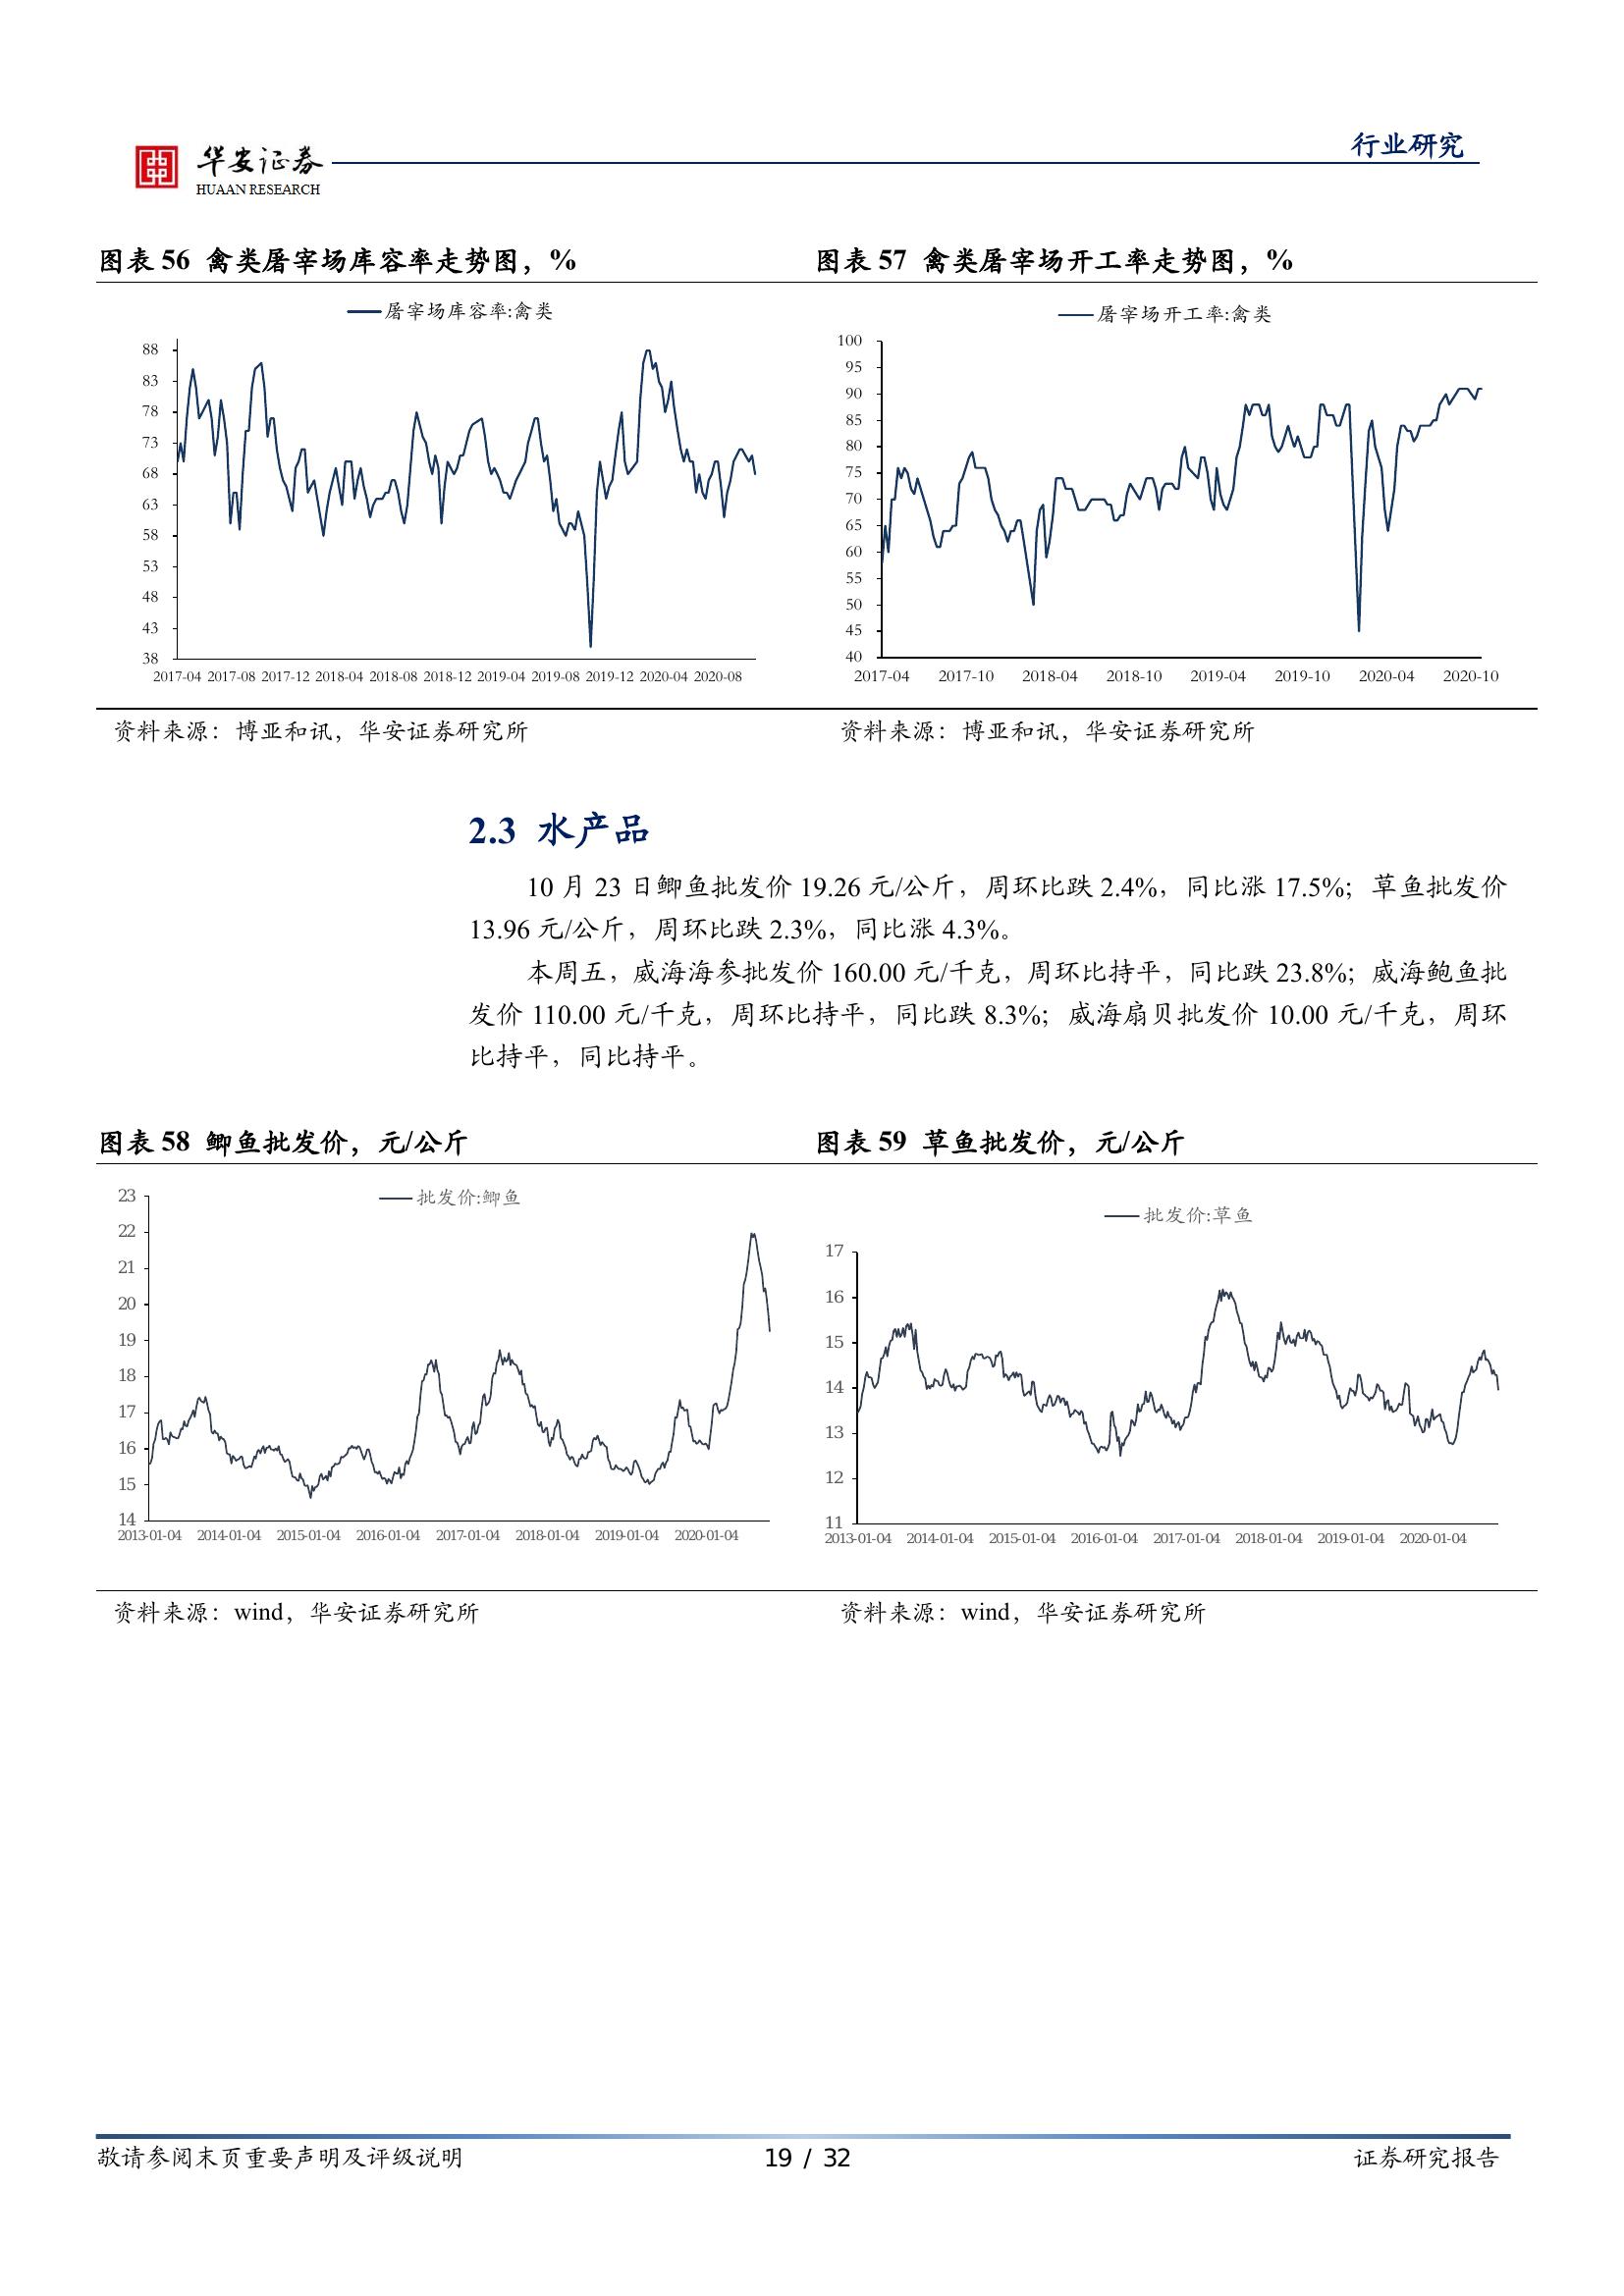 华安证券
HUAAN RESEARCH
行业研究
图表 56 禽类屠宰场库容率走势图，%
图表 57 禽类屠宰场开工率走势图，%
屠宰场库容率:禽类
88
83
78
73
68
63
58
53
48
43
38
2017-04 2017-08 2017-12 2018-04 2018-08 2018-12 2019-04 2019-08 2019-12 2020-04 2020-08
屠宰场开工率:禽类
100
95
90
85
80
75
70
65
60
55
50
45
40
2017-04 2017-10 2018-04 2018-10 2019-04 2019-10 2020-04 2020-10
资料来源：博亚和讯，华安证券研究所
资料来源：博亚和讯，华安证券研究所
2.3 水产品
10 月 23 日鲫鱼批发价 19.26 元/公斤，周环比跌 2.4%，同比涨 17.5%；草鱼批发价
13.96 元/公斤，周环比跌 2.3%，同比涨 4.3%。
本周五，威海海参批发价 160.00 元/千克，周环比持平，同比跌 23.8%；威海鲍鱼批
发价 110.00 元/千克，周环比持平，同比跌 8.3%；威海扇贝批发价 10.00 元/千克，周环
比持平，同比持平。
图表 58 鲫鱼批发价，元/公斤
图表 59 草鱼批发价，元/公斤
批发价:鲫鱼
23
22
21
20
19
18
17
16
15
14
2013-01-04 2014-01-04 2015-01-04 2016-01-04 2017-01-04 2018-01-04 2019-01-04 2020-01-04
批发价:草鱼
17
16
15
14
13
12
11
2013-01-04 2014-01-04 2015-01-04 2016-01-04 2017-01-04 2018-01-04 2019-01-04 2020-01-04
资料来源：wind，华安证券研究所
资料来源：wind，华安证券研究所
敬请参阅末页重要声明及评级说明
19 / 32
证券研究报告